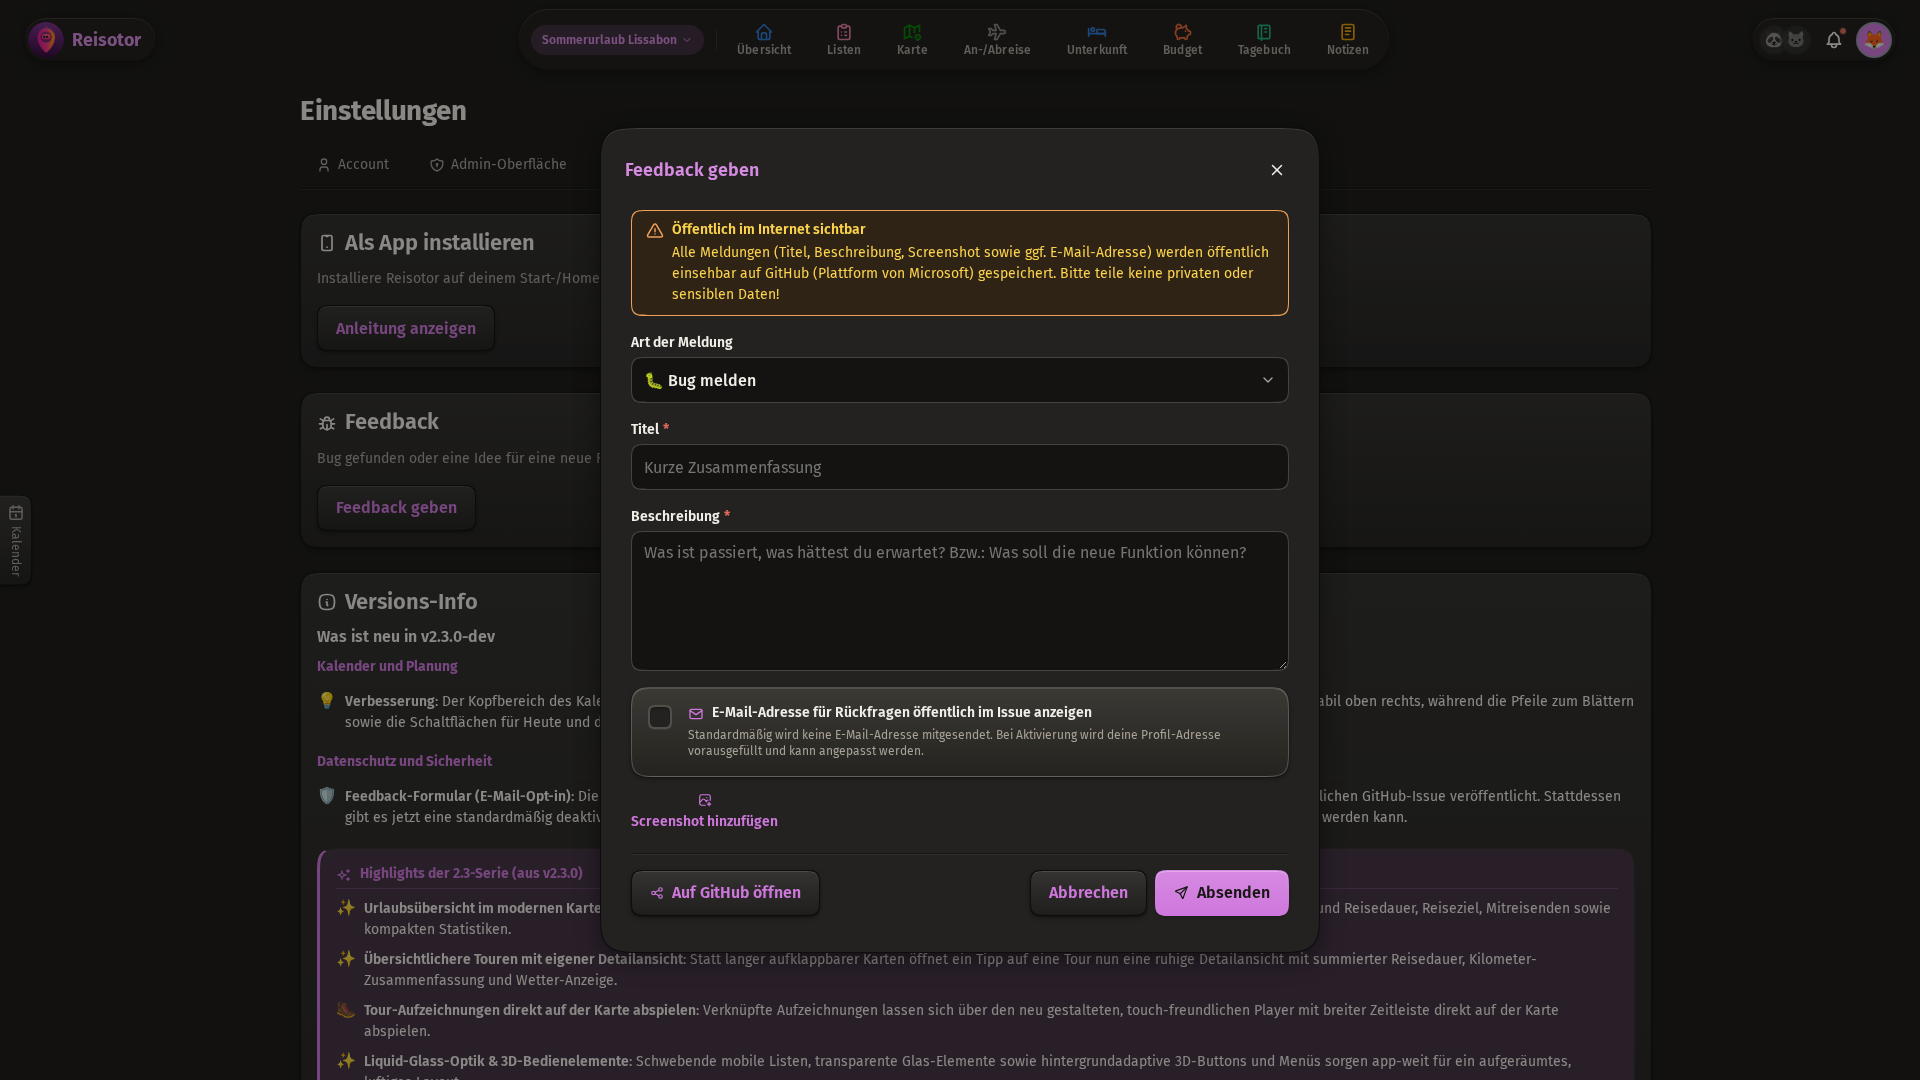 Reisotor
Sommerurlaub Lissabon
Übersicht
Listen
Karte
An-/Abreise
Unterkunft
Budget
Tagebuch
Notizen
Einstellungen
Account
Admin-Oberfläche
Als App installieren
Installiere Reisotor auf deinem Start-/Home
Anleitung anzeigen
Feedback
Bug gefunden oder eine Idee für eine neue F
Feedback geben
Kalender
Versions-Info
Was ist neu in v2.3.0-dev
Kalender und Planung
Verbesserung: Der Kopfbereich des Kale
abil oben rechts, während die Pfeile zum Blättern
sowie die Schaltflächen für Heute und d
Datenschutz und Sicherheit
Feedback-Formular (E-Mail-Opt-in): Die
lichen GitHub-Issue veröffentlicht. Stattdessen
gibt es jetzt eine standardmäßig deaktiv
werden kann.
Highlights der 2.3-Serie (aus v2.3.0)
Urlaubsübersicht im modernen Karte
und Reisedauer, Reiseziel, Mitreisenden sowie
kompakten Statistiken.
Übersichtlichere Touren mit eigener Detailansicht: Statt langer aufklappbarer Karten öffnet ein Tipp auf eine Tour nun eine ruhige Detailansicht mit summierter Reisedauer, Kilometer-
Zusammenfassung und Wetter-Anzeige.
Tour-Aufzeichnungen direkt auf der Karte abspielen: Verknüpfte Aufzeichnungen lassen sich über den neu gestalteten, touch-freundlichen Player mit breiter Zeitleiste direkt auf der Karte
abspielen.
Liquid-Glass-Optik & 3D-Bedienelemente: Schwebende mobile Listen, transparente Glas-Elemente sowie hintergrundadaptive 3D-Buttons und Menüs sorgen app-weit für ein aufgeräumtes,
Feedback geben
Öffentlich im Internet sichtbar
Alle Meldungen (Titel, Beschreibung, Screenshot sowie ggf. E-Mail-Adresse) werden öffentlich
einsehbar auf GitHub (Plattform von Microsoft) gespeichert. Bitte teile keine privaten oder
sensiblen Daten!
Art der Meldung
🐛 Bug melden
Titel *
Kurze Zusammenfassung
Beschreibung *
Was ist passiert, was hättest du erwartet? Bzw.: Was soll die neue Funktion können?
E-Mail-Adresse für Rückfragen öffentlich im Issue anzeigen
Standardmäßig wird keine E-Mail-Adresse mitgesendet. Bei Aktivierung wird deine Profil-Adresse
vorausgefüllt und kann angepasst werden.
Screenshot hinzufügen
Auf GitHub öffnen
Abbrechen
Absenden